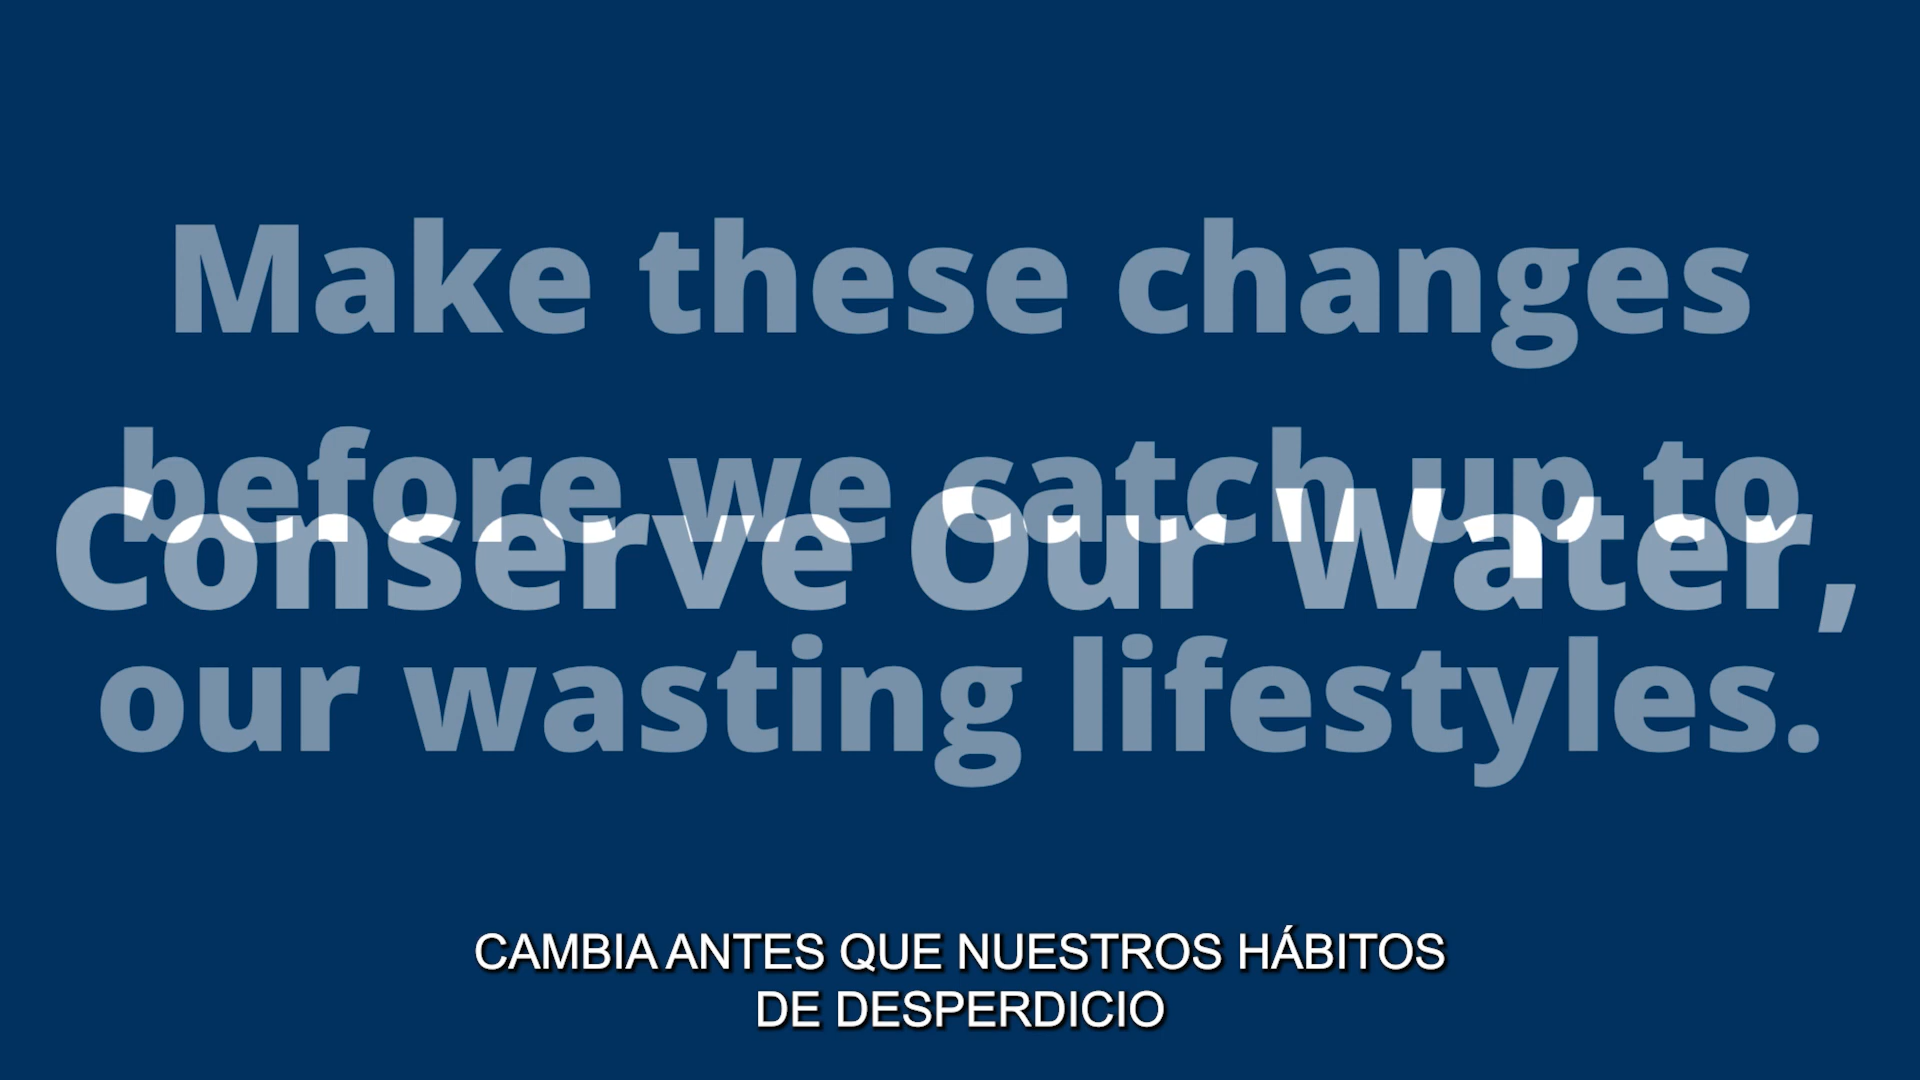 Make these changes
before we catch up to
Conserve Our Water,
our wasting lifestyles.
CAMBIA ANTES QUE NUESTROS HÁBITOS
DE DESPERDICIO